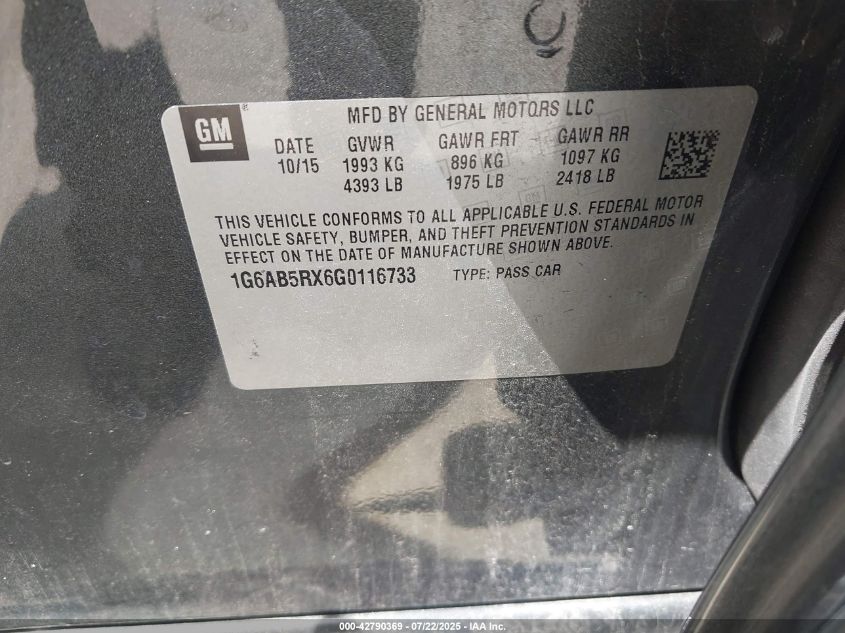 GM ®
MFD BY GENERAL MOTORS LLC
DATE GVWR GAWR FRT GAWR RR
10/15 1993 KG 896 KG 1097 KG
4393 LB 1975 LB 2418 LB
THIS VEHICLE CONFORMS TO ALL APPLICABLE U.S. FEDERAL MOTOR
VEHICLE SAFETY, BUMPER, AND THEFT PREVENTION STANDARDS IN
EFFECT ON THE DATE OF MANUFACTURE SHOWN ABOVE.
1G6AB5RX6G0116733 TYPE: PASS CAR
000-42790369 - 07/22/2025 - IAA Inc.